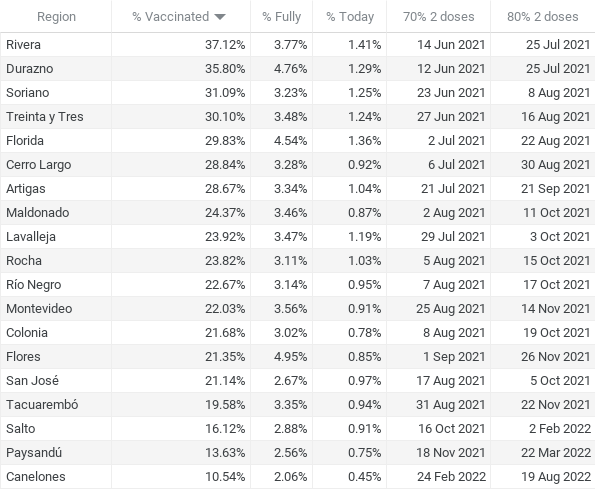 Region % Vaccinated % Fully % Today 70% 2 doses 80% 2 doses
Rivera 37.12% 3.77% 1.41% 14 Jun 2021 25 Jul 2021
Durazno 35.80% 4.76% 1.29% 12 Jun 2021 25 Jul 2021
Soriano 31.09% 3.23% 1.25% 23 Jun 2021 8 Aug 2021
Treinta y Tres 30.10% 3.48% 1.24% 27 Jun 2021 16 Aug 2021
Florida 29.83% 4.54% 1.36% 2 Jul 2021 22 Aug 2021
Cerro Largo 28.84% 3.28% 0.92% 6 Jul 2021 30 Aug 2021
Artigas 28.67% 3.34% 1.04% 21 Jul 2021 21 Sep 2021
Maldonado 24.37% 3.46% 0.87% 2 Aug 2021 11 Oct 2021
Lavalleja 23.92% 3.47% 1.19% 29 Jul 2021 3 Oct 2021
Rocha 23.82% 3.11% 1.03% 5 Aug 2021 15 Oct 2021
Río Negro 22.67% 3.14% 0.95% 7 Aug 2021 17 Oct 2021
Montevideo 22.03% 3.56% 0.91% 25 Aug 2021 14 Nov 2021
Colonia 21.68% 3.02% 0.78% 8 Aug 2021 19 Oct 2021
Flores 21.35% 4.95% 0.85% 1 Sep 2021 26 Nov 2021
San José 21.14% 2.67% 0.97% 17 Aug 2021 5 Oct 2021
Tacuarembó 19.58% 3.35% 0.94% 31 Aug 2021 22 Nov 2021
Salto 16.12% 2.88% 0.91% 16 Oct 2021 2 Feb 2022
Paysandú 13.63% 2.56% 0.75% 18 Nov 2021 22 Mar 2022
Canelones 10.54% 2.06% 0.45% 24 Feb 2022 19 Aug 2022